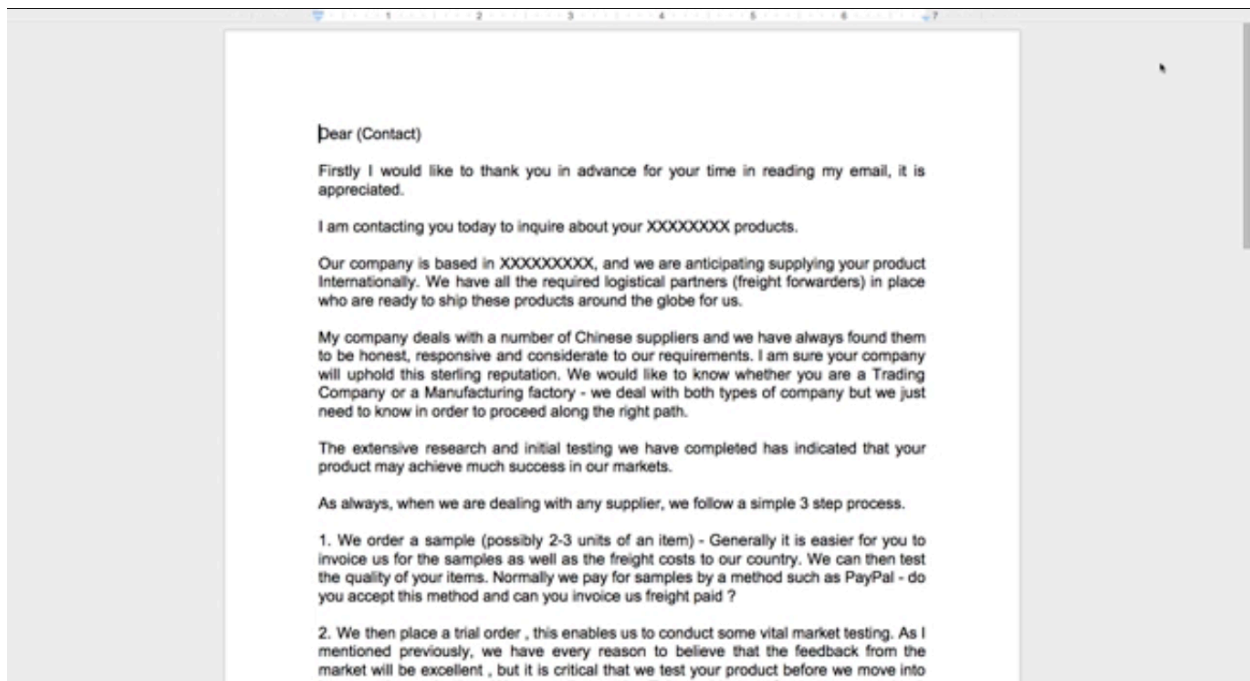 1 2 3 4 5 6 7
Dear (Contact)
Firstly I would like to thank you in advance for your time in reading my email, it is
appreciated.
I am contacting you today to inquire about your XXXXXXXX products.
Our company is based in XXXXXXXXX, and we are anticipating supplying your product
Internationally. We have all the required logistical partners (freight forwarders) in place
who are ready to ship these products around the globe for us.
My company deals with a number of Chinese suppliers and we have always found them
to be honest, responsive and considerate to our requirements. I am sure your company
will uphold this sterling reputation. We would like to know whether you are a Trading
Company or a Manufacturing factory - we deal with both types of company but we just
need to know in order to proceed along the right path.
The extensive research and initial testing we have completed has indicated that your
product may achieve much success in our markets.
As always, when we are dealing with any supplier, we follow a simple 3 step process.
1. We order a sample (possibly 2-3 units of an item) - Generally it is easier for you to
invoice us for the samples as well as the freight costs to our country. We can then test
the quality of your items. Normally we pay for samples by a method such as PayPal - do
you accept this method and can you invoice us freight paid ?
2. We then place a trial order , this enables us to conduct some vital market testing. As I
mentioned previously, we have every reason to believe that the feedback from the
market will be excellent , but it is critical that we test your product before we move into